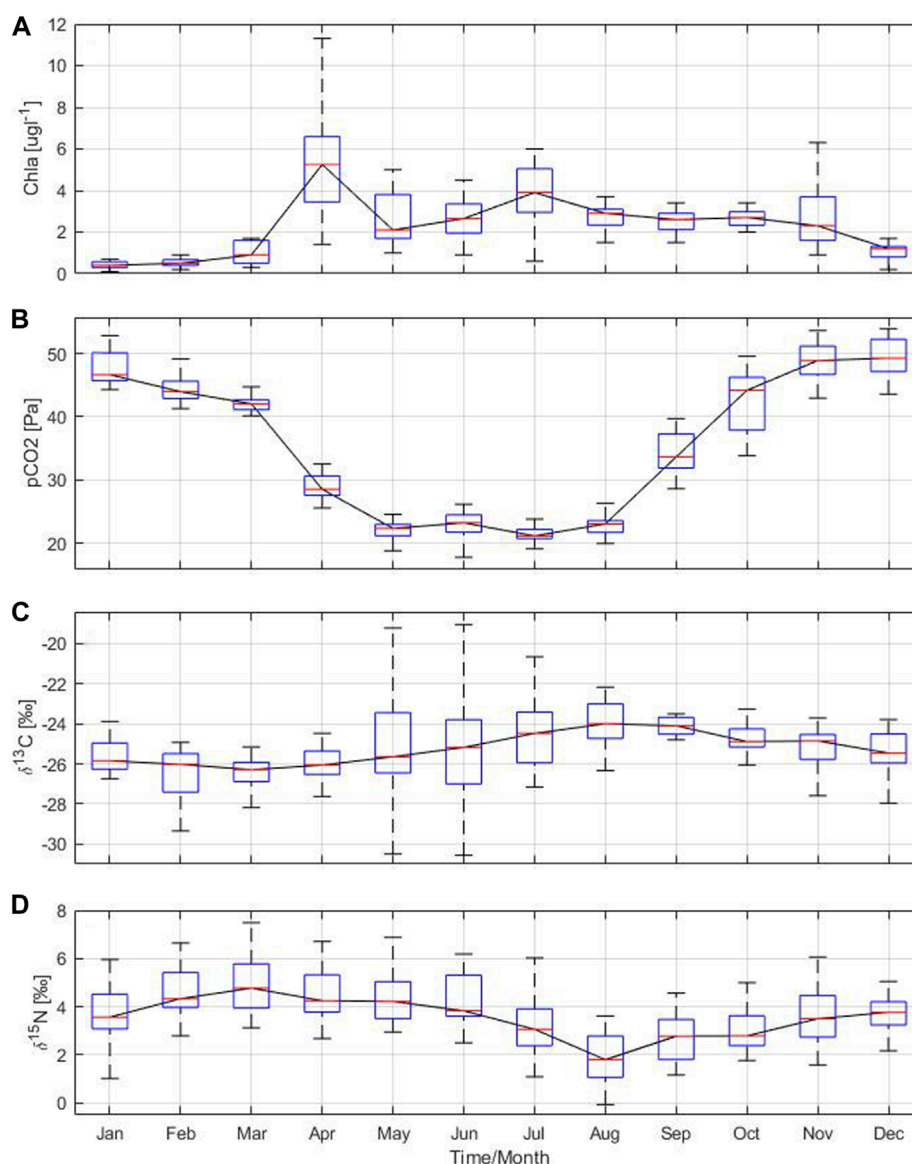 A
Chla [ugl-1]
12
10
8
6
4
2
0
B
pCO2 [Pa]
50
40
30
20
C
δ13C [‰]
-20
-22
-24
-26
-28
-30
D
δ15N [‰]
8
6
4
2
0
Jan Feb Mar Apr May Jun Jul Aug Sep Oct Nov Dec
Time/Month